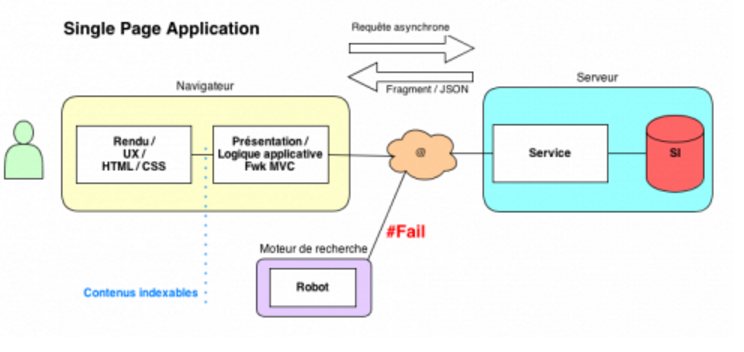 Single Page Application
Requête asynchrone
Fragment / JSON
Navigateur
Serveur
Rendu /
UX /
HTML / CSS
Présentation /
Logique applicative
Fwk MVC
@
Service
SI
#Fail
Moteur de recherche
Robot
Contenus indexables